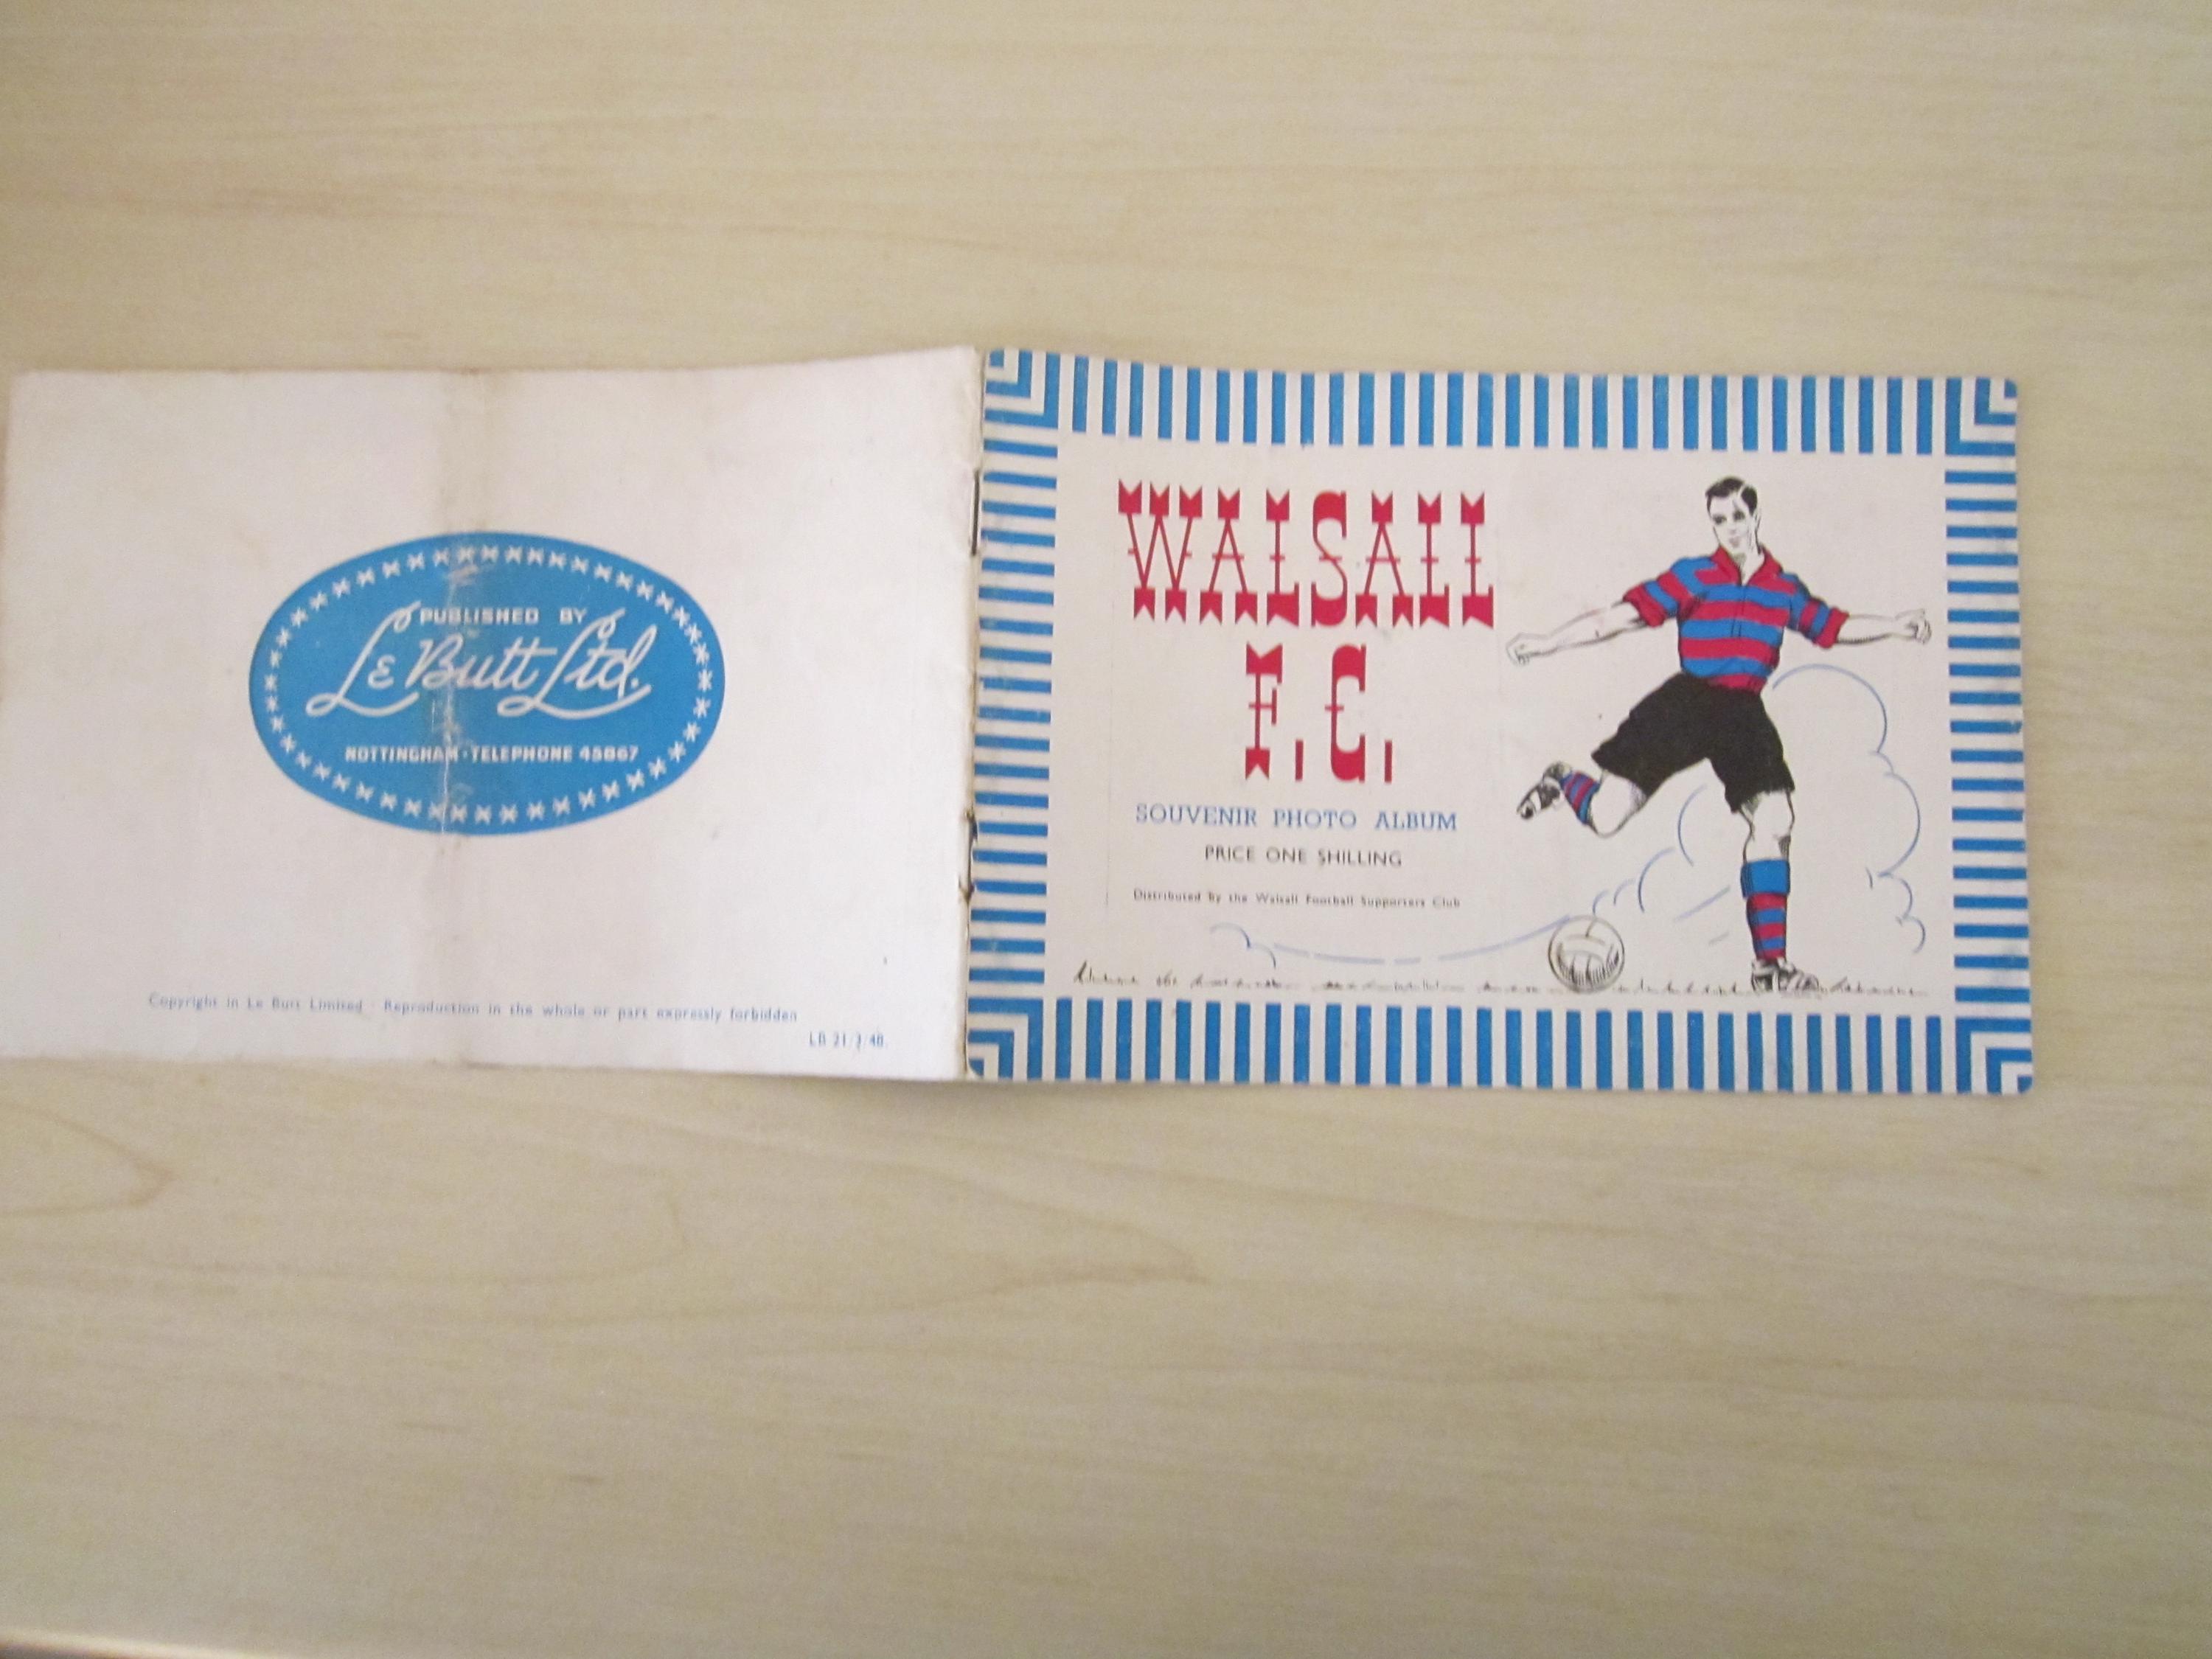 PUBLISHED BY
Le Butt Ltd.
NOTTINGHAM · TELEPHONE 45867
Copyright in Le Butt Limited · Reproduction in the whole or part expressly forbidden
LB 21/3/48.
WALSALL
F.C.
SOUVENIR PHOTO ALBUM
PRICE ONE SHILLING
Distributed by the Walsall Football Supporters Club